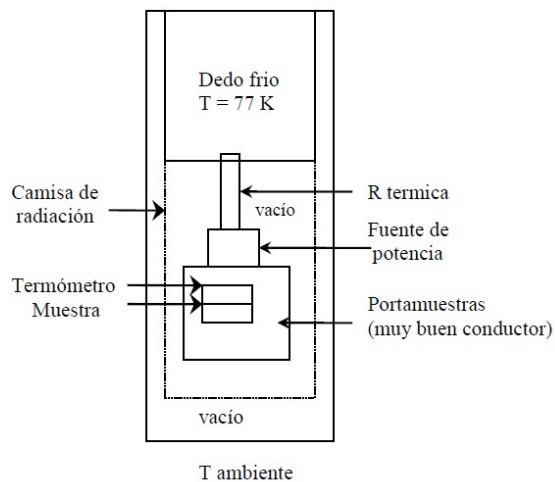 Dedo frio
T = 77 K
Camisa de
radiación
R termica
vacío
Fuente de
potencia
Termómetro
Muestra
Portamuestras
(muy buen conductor)
vacío
T ambiente